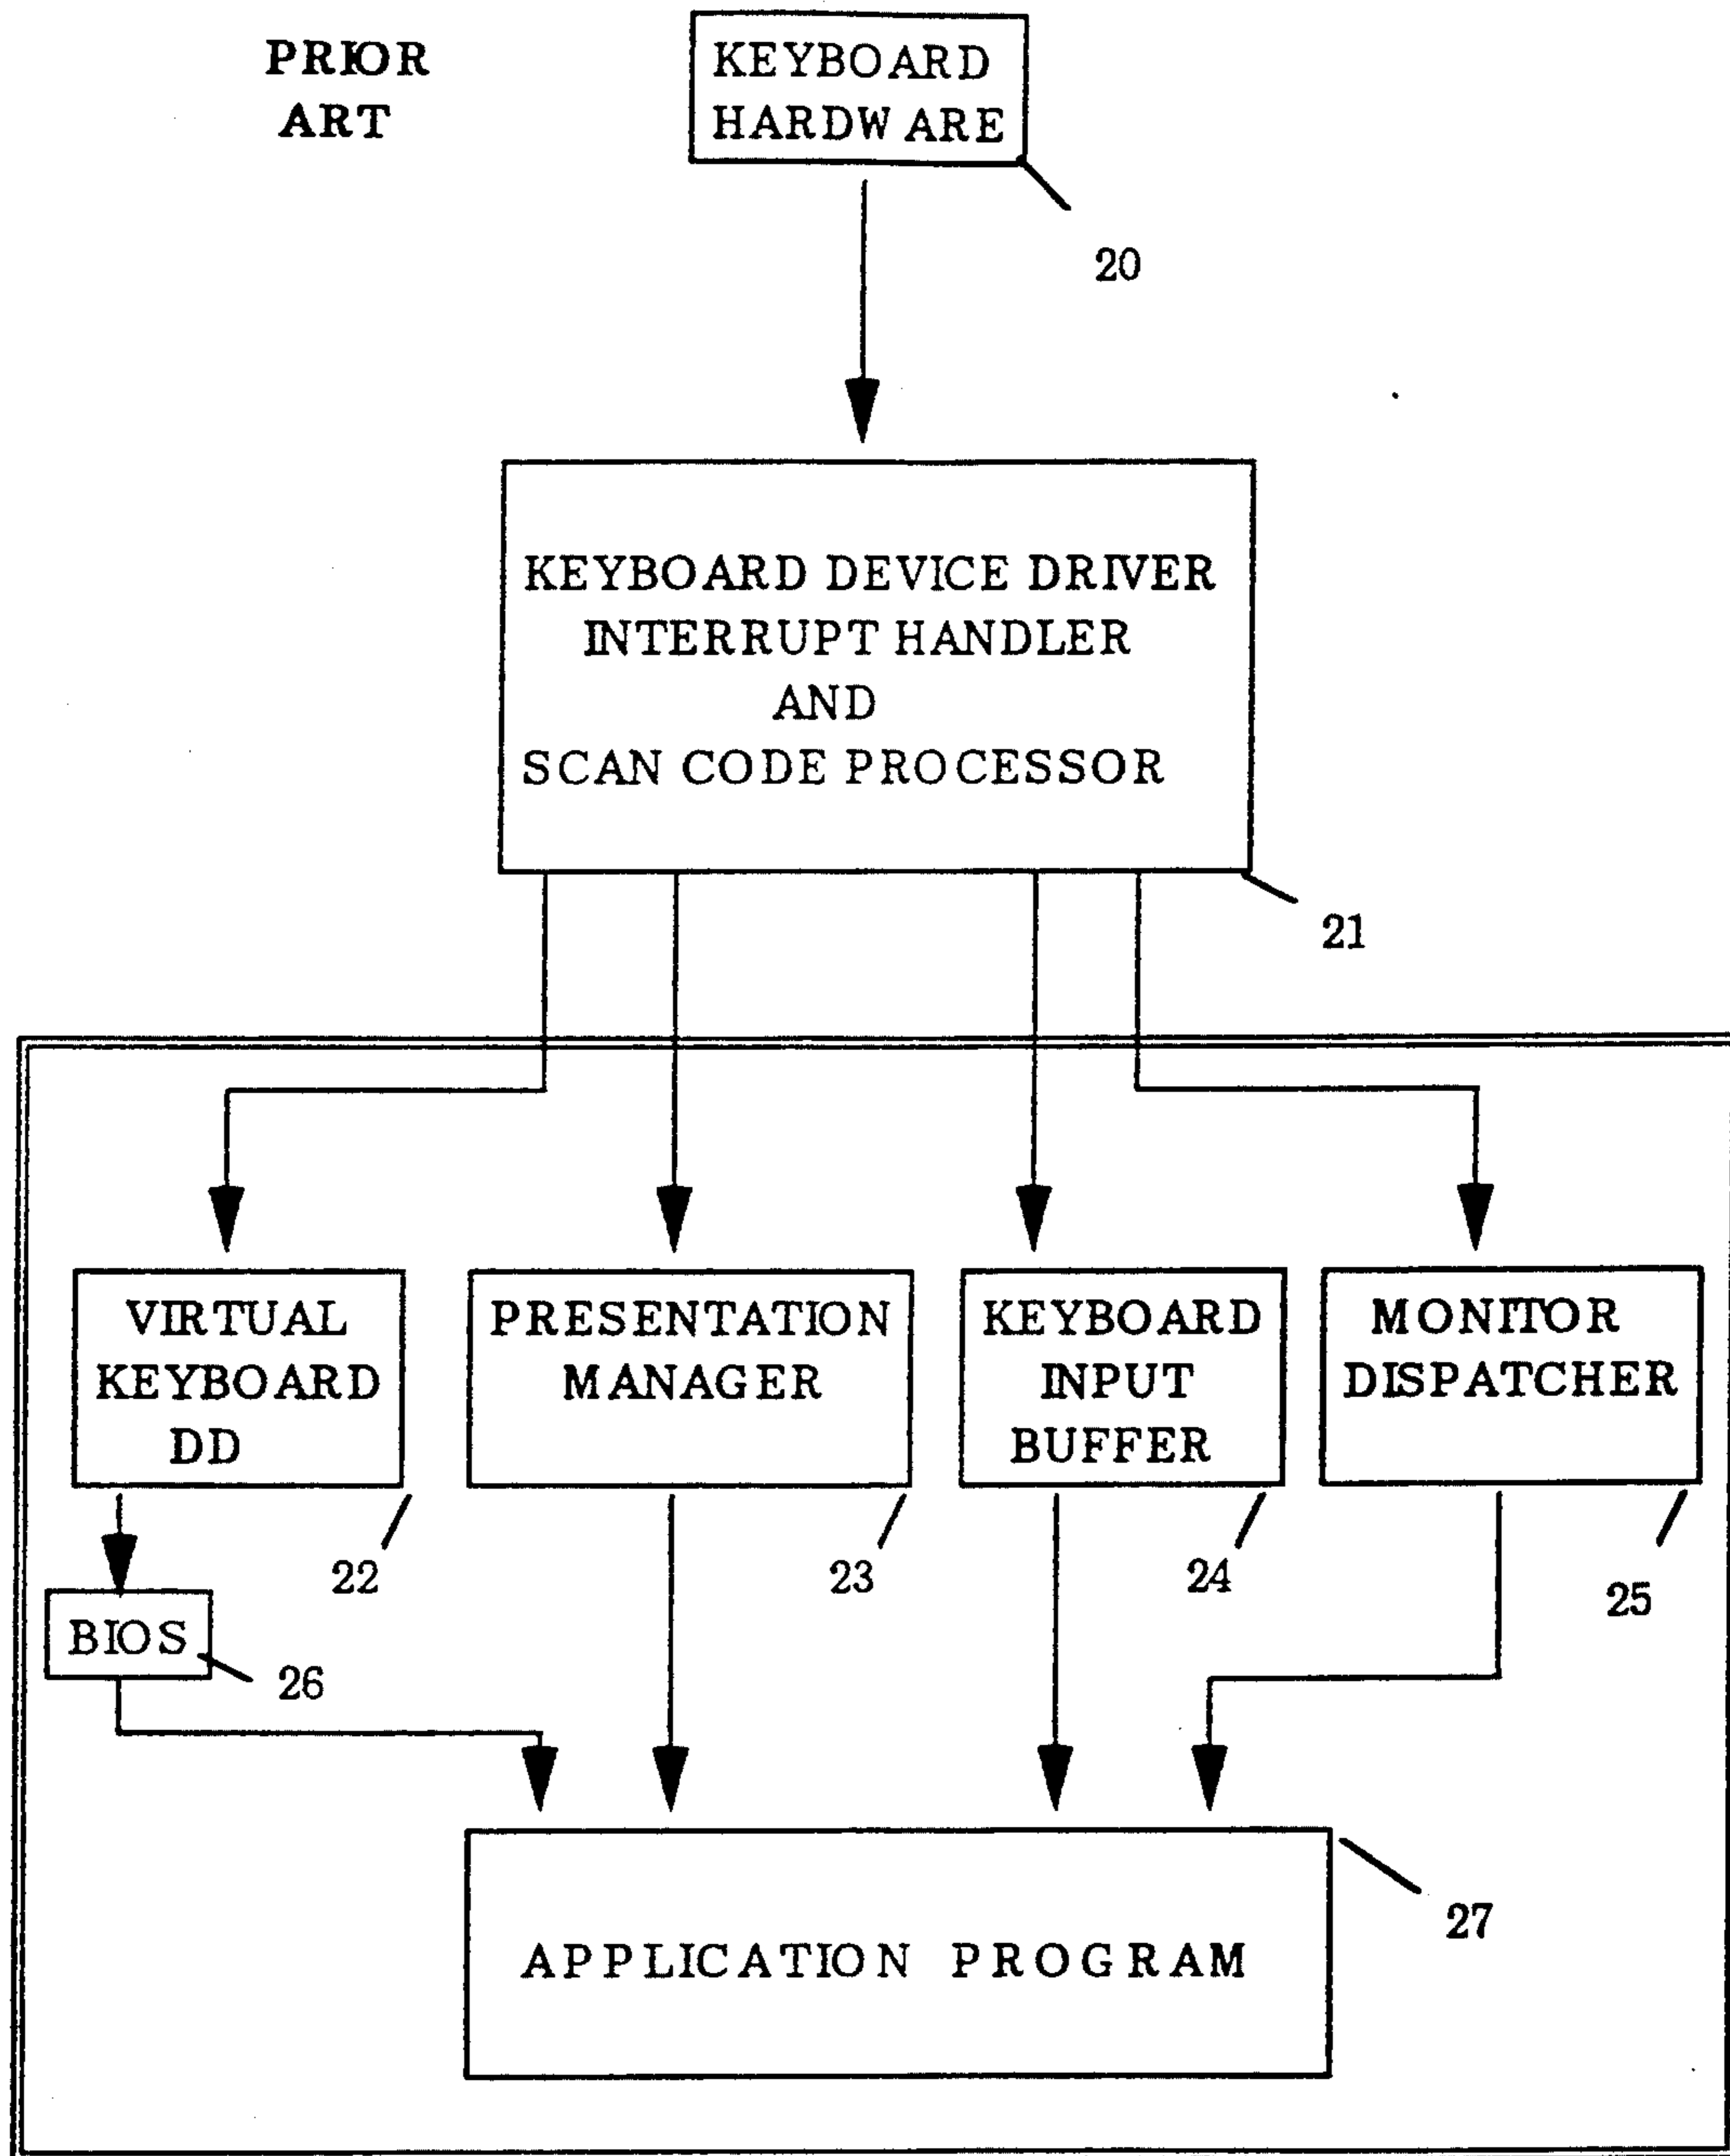 PRIOR
ART
KEYBOARD
HARDWARE
20
KEYBOARD DEVICE DRIVER
INTERRUPT HANDLER
AND
SCAN CODE PROCESSOR
21
VIRTUAL
KEYBOARD
DD
22
PRESENTATION
MANAGER
23
KEYBOARD
INPUT
BUFFER
24
MONITOR
DISPATCHER
25
BIOS
26
APPLICATION PROGRAM
27